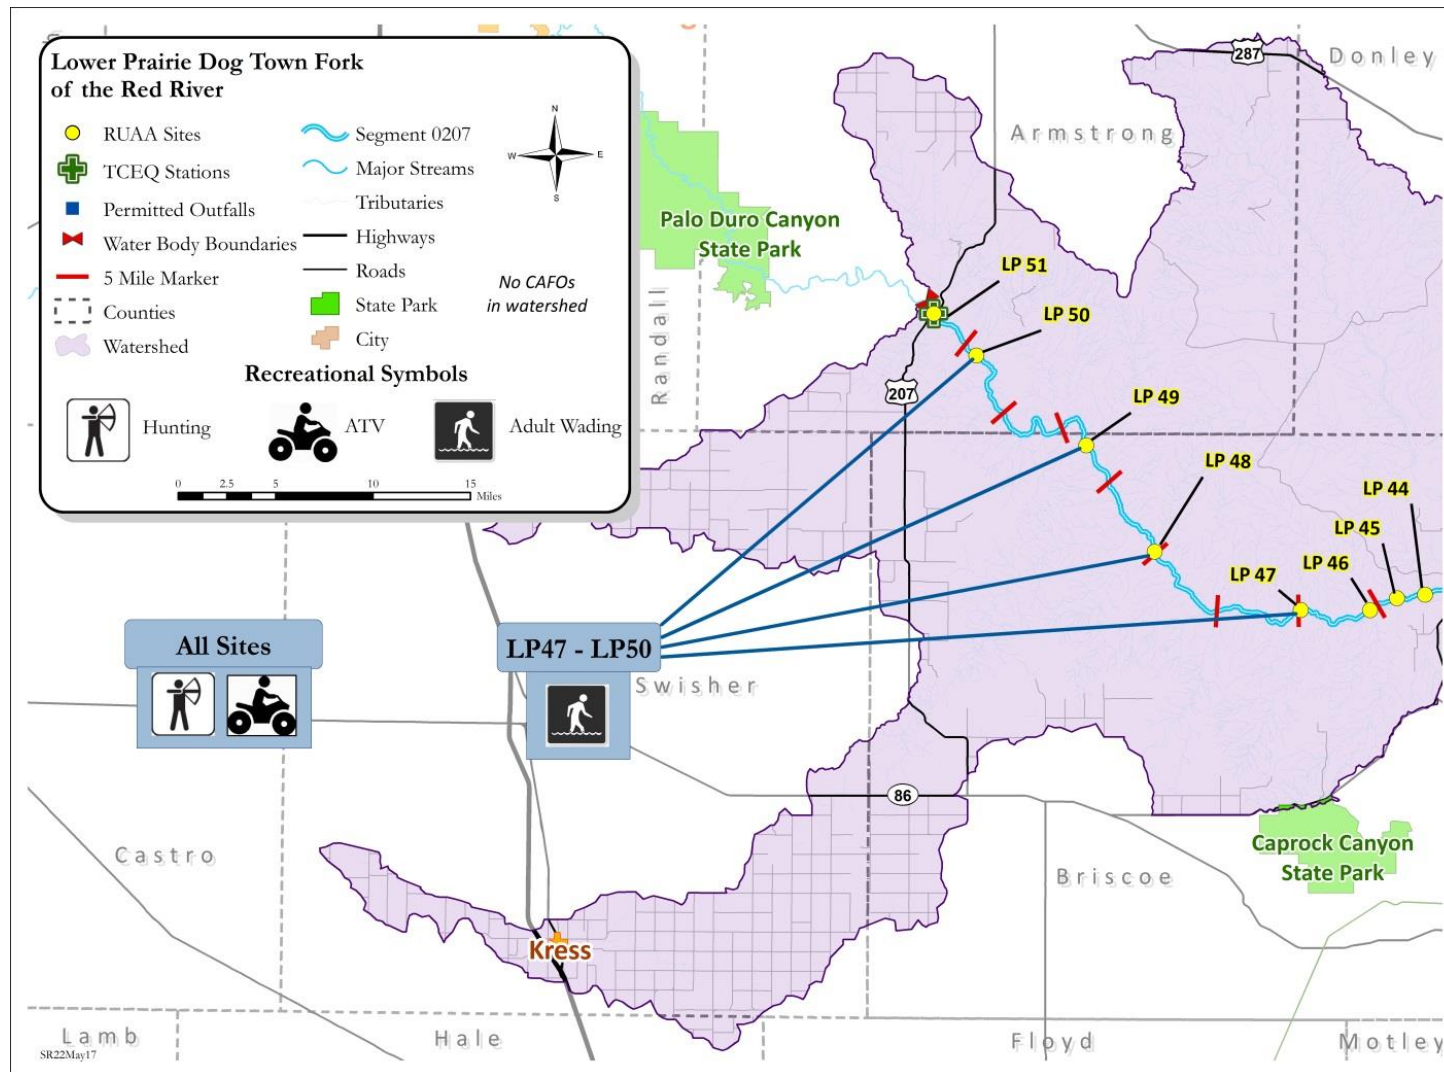 Lower Prairie Dog Town Fork
of the Red River
RUAA Sites
TCEQ Stations
Permitted Outfalls
Water Body Boundaries
5 Mile Marker
Counties
Watershed
Segment 0207
Major Streams
Tributaries
Highways
Roads
State Park
City
N
W
E
S
No CAFOs
in watershed
Recreational Symbols
Hunting
ATV
Adult Wading
0
2.5
5
10
15
Miles
287
Donley
Armstrong
Palo Duro Canyon
State Park
Randall
LP 51
LP 50
207
LP 49
LP 48
LP 44
LP 45
LP 46
LP 47
All Sites
LP47 - LP50
Swisher
86
Castro
Caprock Canyon
State Park
Briscoe
Kress
Lamb
Hale
Floyd
Motley
SR22May17